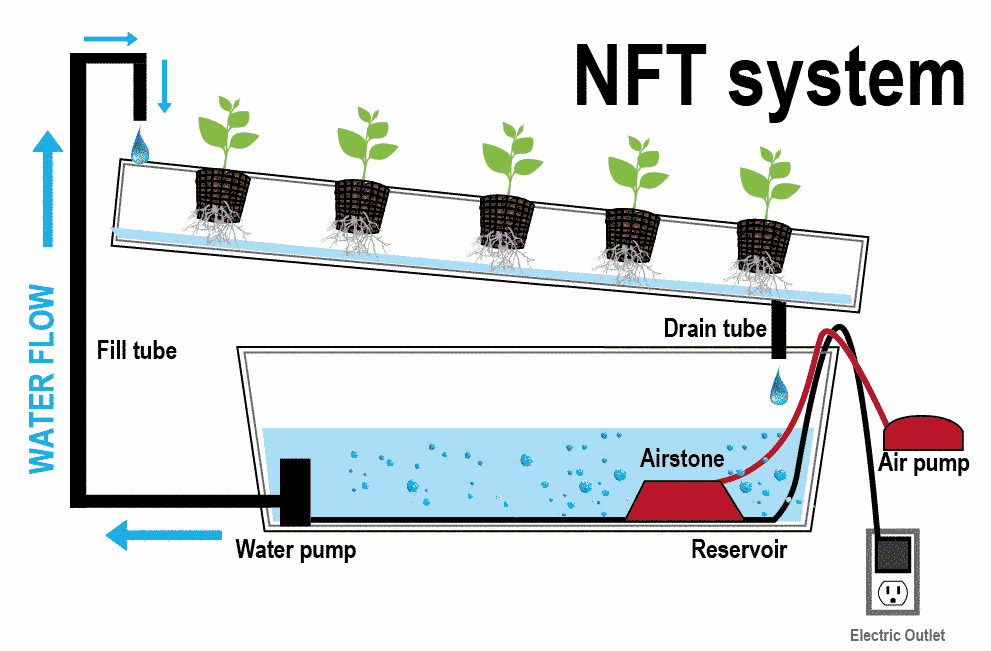 NFT system
WATER FLOW
Fill tube
Drain tube
Airstone
Air pump
Water pump
Reservoir
Electric Outlet